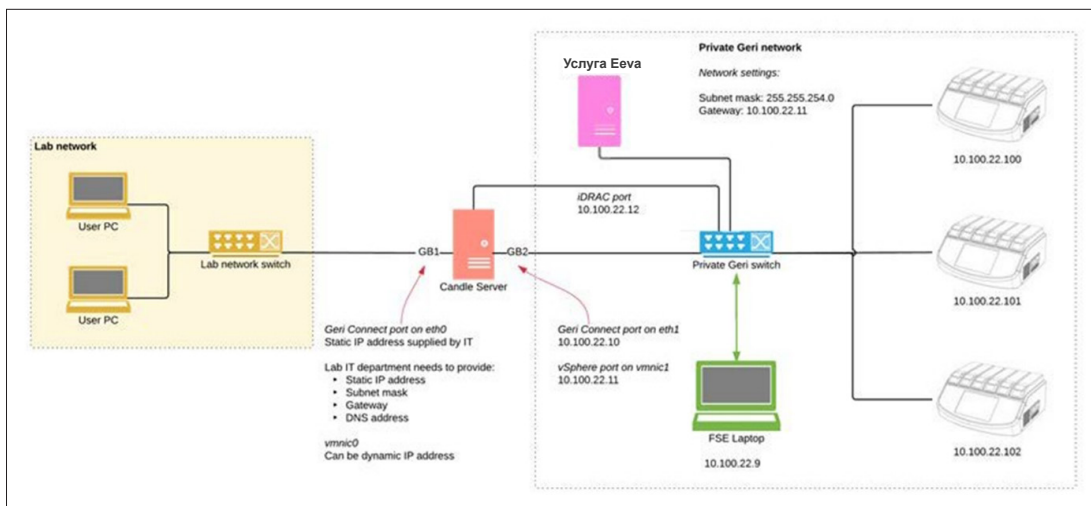 Lab network
User PC
User PC
Lab network switch
GB1
Candle Server
GB2
Geri Connect port on eth0
Static IP address supplied by IT
Lab IT department needs to provide:
• Static IP address
• Subnet mask
• Gateway
• DNS address
vmnic0
Can be dynamic IP address
Услуга Eeva
Private Geri network
Network settings:
Subnet mask: 255.255.254.0
Gateway: 10.100.22.11
iDRAC port
10.100.22.12
Private Geri switch
Geri Connect port on eth1
10.100.22.10
vSphere port on vmnic1
10.100.22.11
FSE Laptop
10.100.22.9
10.100.22.100
10.100.22.101
10.100.22.102